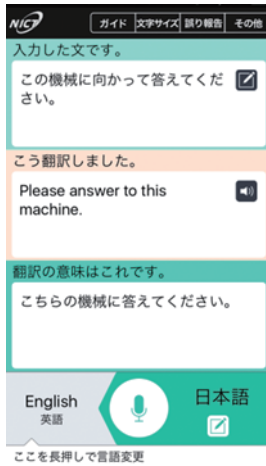 NICT
ガイド 文字サイズ 誤り報告 その他
入力した文です。
この機械に向かって答えてくだ
さい。
こう翻訳しました。
Please answer to this
machine.
翻訳の意味はこれです。
こちらの機械に答えてください。
English
英語
日本語
ここを長押しで言語変更